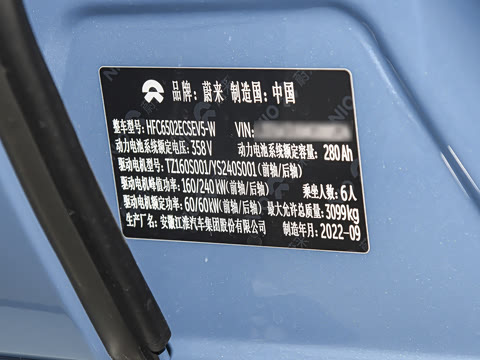 品牌: 蔚来 制造国: 中国
整车型号: HFC6502ECSEV5-W VIN:
动力电池系统额定电压: 358V 动力电池系统额定容量: 280Ah
驱动电机型号: TZ160S001/YS240S001(前轴/后轴)
驱动电机峰值功率: 160/240kW(前轴/后轴) 乘坐人数: 6人
驱动电机额定功率: 60/60kW(前轴/后轴) 最大允许总质量: 3099kg
生产厂名: 安徽江淮汽车集团股份有限公司 制造年月: 2022-09